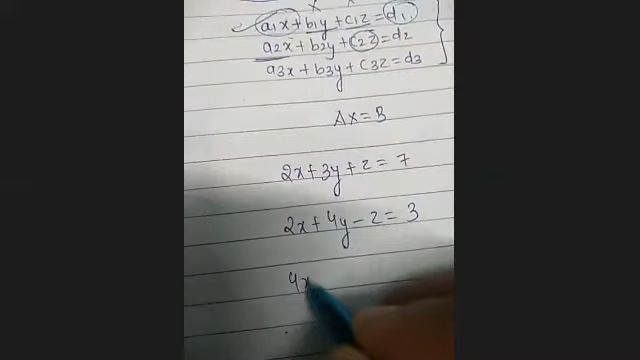 a1x+b1y+c1z=d1
a2x+b2y+c2z=d2
a3x+b3y+c3z=d3
AX=B
2x+3y+z=7
2x+4y-z=3
4x